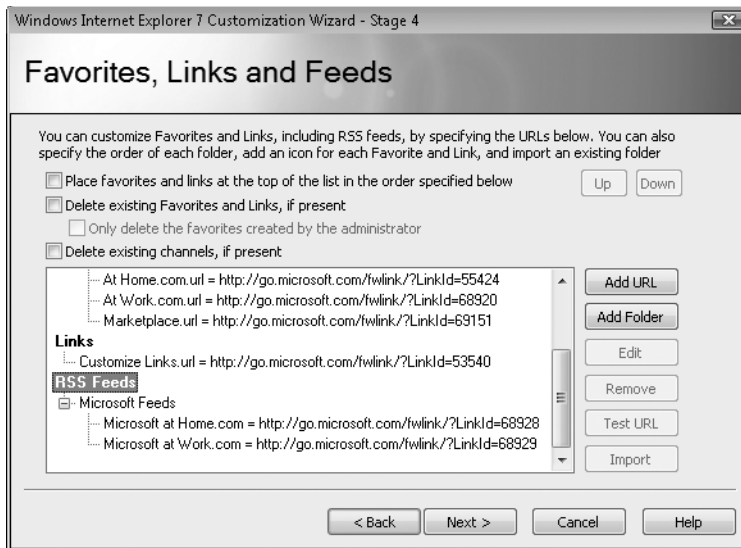 Windows Internet Explorer 7 Customization Wizard - Stage 4
Favorites, Links and Feeds
You can customize Favorites and Links, including RSS feeds, by specifying the URLs below. You can also
specify the order of each folder, add an icon for each Favorite and Link, and import an existing folder
Place favorites and links at the top of the list in the order specified below
Up Down
Delete existing Favorites and Links, if present
Only delete the favorites created by the administrator
Delete existing channels, if present
At Home.com.url = http://go.microsoft.com/fwlink/?LinkId=55424
At Work.com.url = http://go.microsoft.com/fwlink/?LinkId=68920
Marketplace.url = http://go.microsoft.com/fwlink/?LinkId=69151
Links
Customize Links.url = http://go.microsoft.com/fwlink/?LinkId=53540
RSS Feeds
Microsoft Feeds
Microsoft at Home.com = http://go.microsoft.com/fwlink/?LinkId=68928
Microsoft at Work.com = http://go.microsoft.com/fwlink/?LinkId=68929
Add URL
Add Folder
Edit
Remove
Test URL
Import
< Back Next > Cancel Help